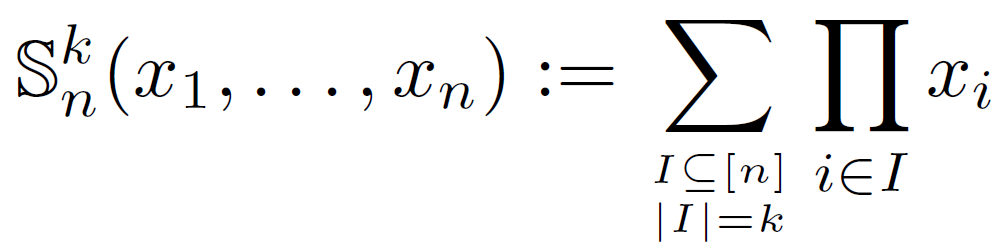 𝕊ₙᵏ(x₁, . . . , xₙ) := ∑_{I⊆[n], |I|=k} ∏_{i∈I} xᵢ